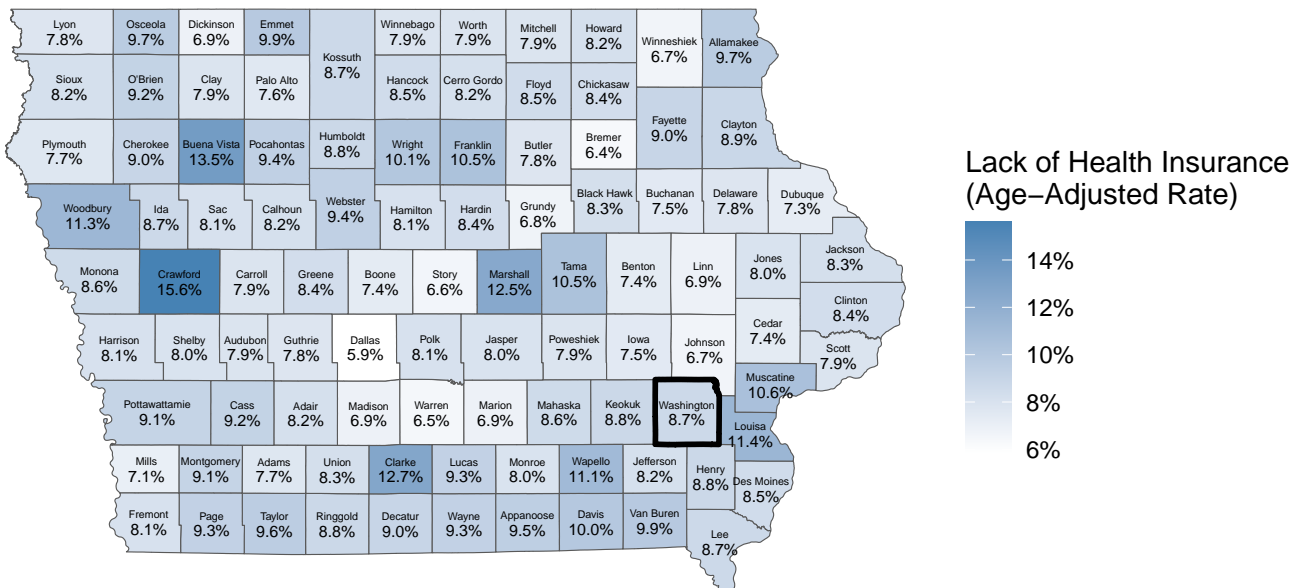 Lyon
7.8%
Osceola
9.7%
Dickinson
6.9%
Emmet
9.9%
Kossuth
8.7%
Winnebago
7.9%
Worth
7.9%
Mitchell
7.9%
Howard
8.2%
Winneshiek
6.7%
Allamakee
9.7%
Sioux
8.2%
O'Brien
9.2%
Clay
7.9%
Palo Alto
7.6%
Hancock
8.5%
Cerro Gordo
8.2%
Floyd
8.5%
Chickasaw
8.4%
Fayette
9.0%
Clayton
8.9%
Plymouth
7.7%
Cherokee
9.0%
Buena Vista
13.5%
Pocahontas
9.4%
Humboldt
8.8%
Wright
10.1%
Franklin
10.5%
Butler
7.8%
Bremer
6.4%
Woodbury
11.3%
Ida
8.7%
Sac
8.1%
Calhoun
8.2%
Webster
9.4%
Hamilton
8.1%
Hardin
8.4%
Grundy
6.8%
Black Hawk
8.3%
Buchanan
7.5%
Delaware
7.8%
Dubuque
7.3%
Monona
8.6%
Crawford
15.6%
Carroll
7.9%
Greene
8.4%
Boone
7.4%
Story
6.6%
Marshall
12.5%
Tama
10.5%
Benton
7.4%
Linn
6.9%
Jones
8.0%
Jackson
8.3%
Clinton
8.4%
Harrison
8.1%
Shelby
8.0%
Audubon
7.9%
Guthrie
7.8%
Dallas
5.9%
Polk
8.1%
Jasper
8.0%
Poweshiek
7.9%
Iowa
7.5%
Johnson
6.7%
Cedar
7.4%
Scott
7.9%
Muscatine
10.6%
Pottawattamie
9.1%
Cass
9.2%
Adair
8.2%
Madison
6.9%
Warren
6.5%
Marion
6.9%
Mahaska
8.6%
Keokuk
8.8%
Washington
8.7%
Louisa
11.4%
Mills
7.1%
Montgomery
9.1%
Adams
7.7%
Union
8.3%
Clarke
12.7%
Lucas
9.3%
Monroe
8.0%
Wapello
11.1%
Jefferson
8.2%
Henry
8.8%
Des Moines
8.5%
Fremont
8.1%
Page
9.3%
Taylor
9.6%
Ringgold
8.8%
Decatur
9.0%
Wayne
9.3%
Appanoose
9.5%
Davis
10.0%
Van Buren
9.9%
Lee
8.7%
Lack of Health Insurance
(Age−Adjusted Rate)
14%
12%
10%
8%
6%